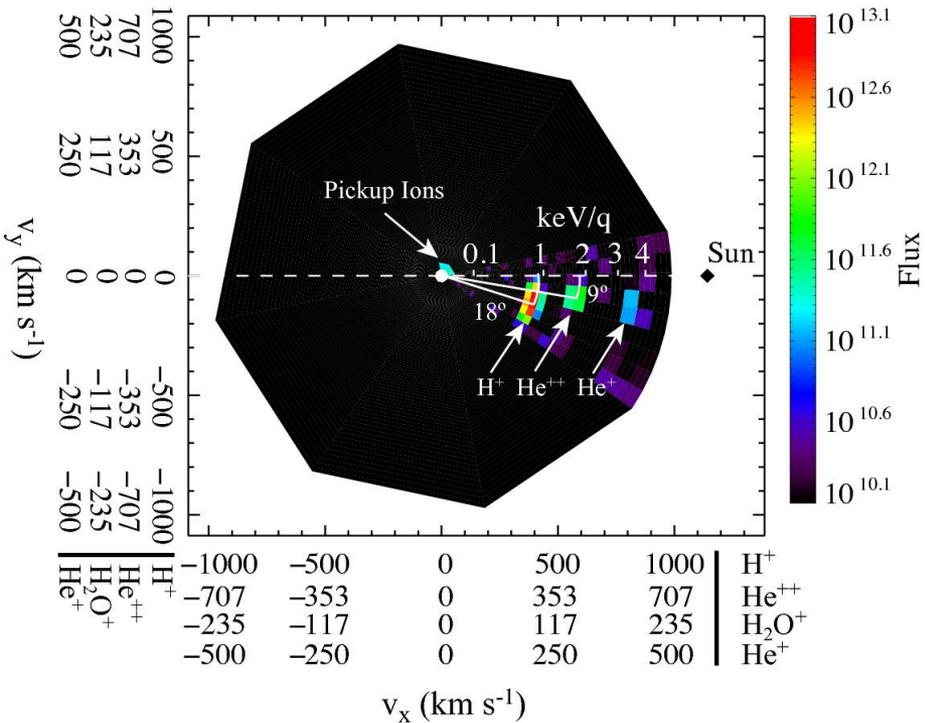 1000
500
0
−500
−1000
707
353
0
−353
−707
235
117
0
−117
−235
500
250
0
−250
−500
H⁺
He⁺⁺
H₂O⁺
He⁺
v_y (km s⁻¹)
Pickup Ions
keV/q
0.1 1 2 3 4
Sun
18º
9º
H⁺ He⁺⁺ He⁺
10^13.1
10^12.6
10^12.1
10^11.6
10^11.1
10^10.6
10^10.1
Flux
−1000 −500 0 500 1000 H⁺
−707 −353 0 353 707 He⁺⁺
−235 −117 0 117 235 H₂O⁺
−500 −250 0 250 500 He⁺
v_x (km s⁻¹)